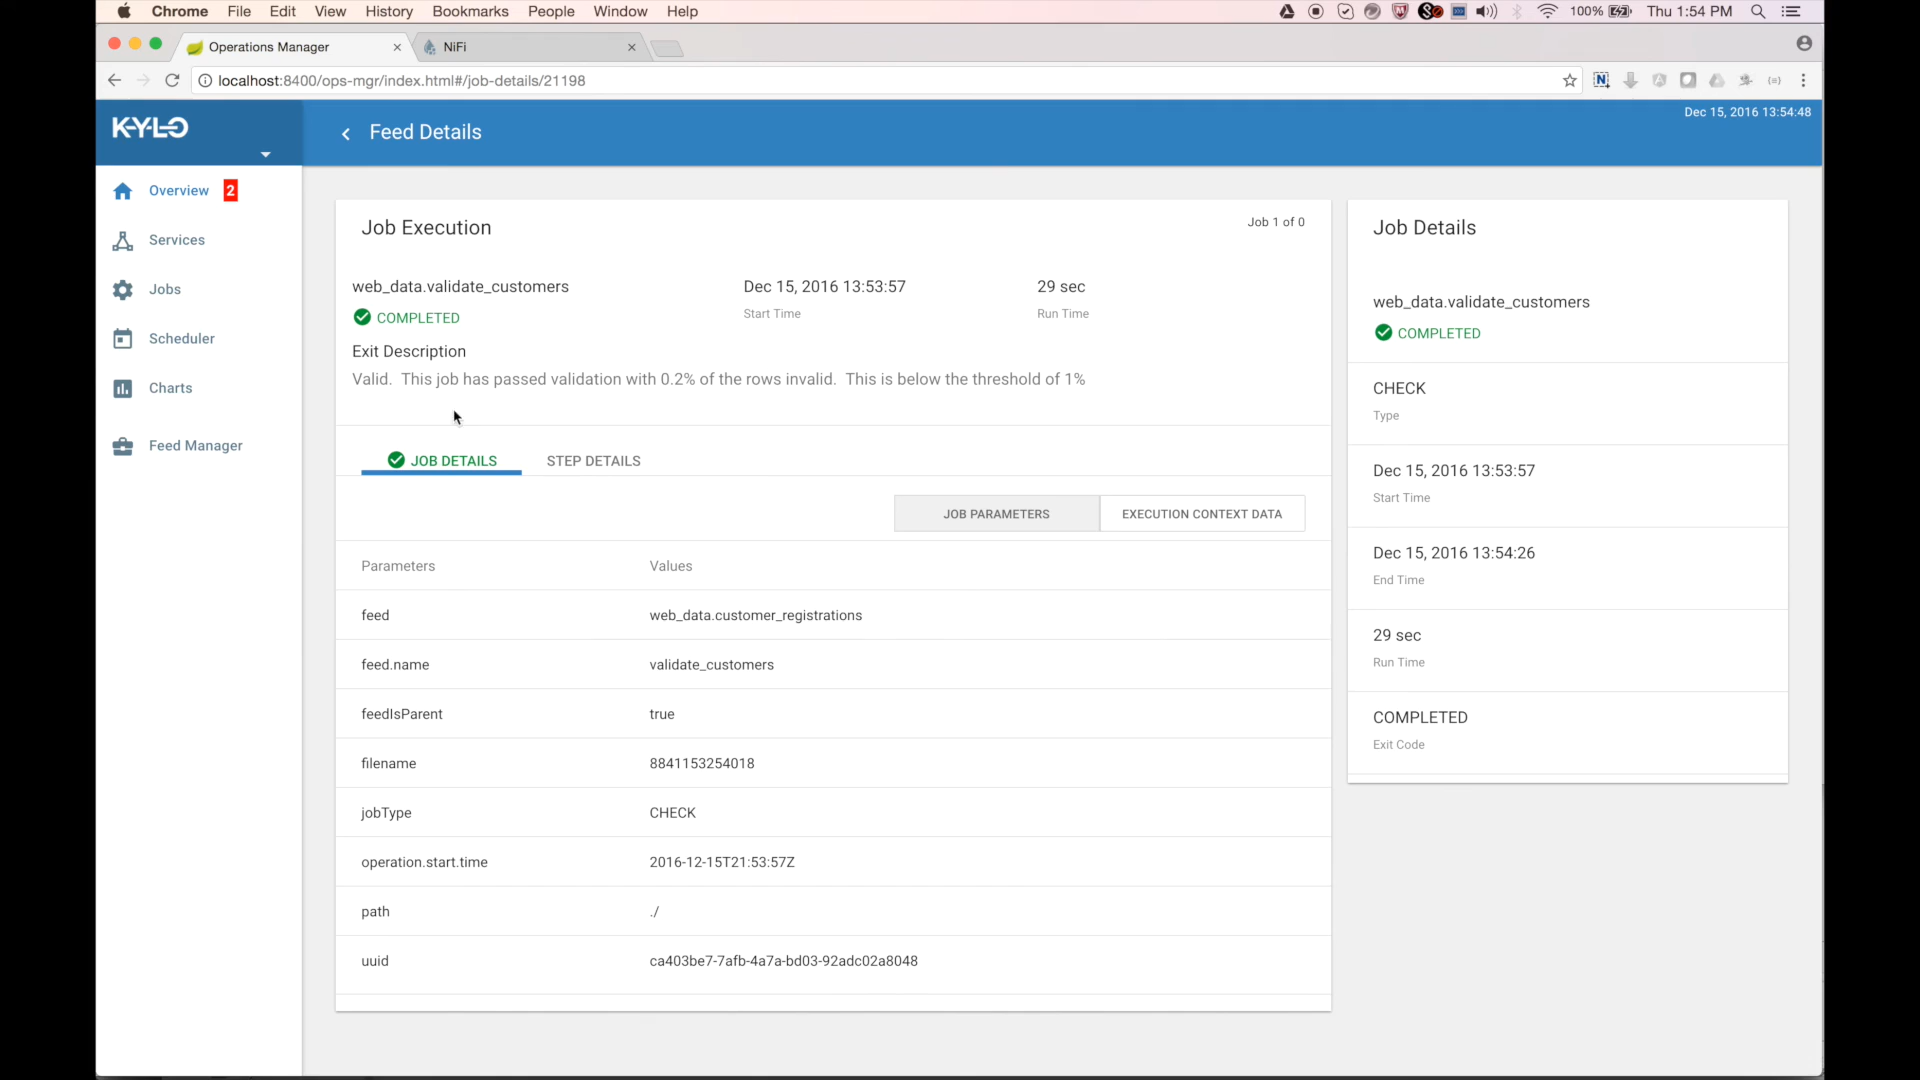 Chrome File Edit View History Bookmarks People Window Help 100% Thu 1:54 PM
Operations Manager NiFi
localhost:8400/ops-mgr/index.html#/job-details/21198
KYLO
Feed Details
Dec 15, 2016 13:54:48
Overview 2
Services
Jobs
Scheduler
Charts
Feed Manager
Job Execution
Job 1 of 0
web_data.validate_customers
COMPLETED
Dec 15, 2016 13:53:57
Start Time
29 sec
Run Time
Exit Description
Valid. This job has passed validation with 0.2% of the rows invalid. This is below the threshold of 1%
JOB DETAILS STEP DETAILS
JOB PARAMETERS EXECUTION CONTEXT DATA
Parameters Values
feed web_data.customer_registrations
feed.name validate_customers
feedIsParent true
filename 8841153254018
jobType CHECK
operation.start.time 2016-12-15T21:53:57Z
path ./
uuid ca403be7-7afb-4a7a-bd03-92adc02a8048
Job Details
web_data.validate_customers
COMPLETED
CHECK
Type
Dec 15, 2016 13:53:57
Start Time
Dec 15, 2016 13:54:26
End Time
29 sec
Run Time
COMPLETED
Exit Code